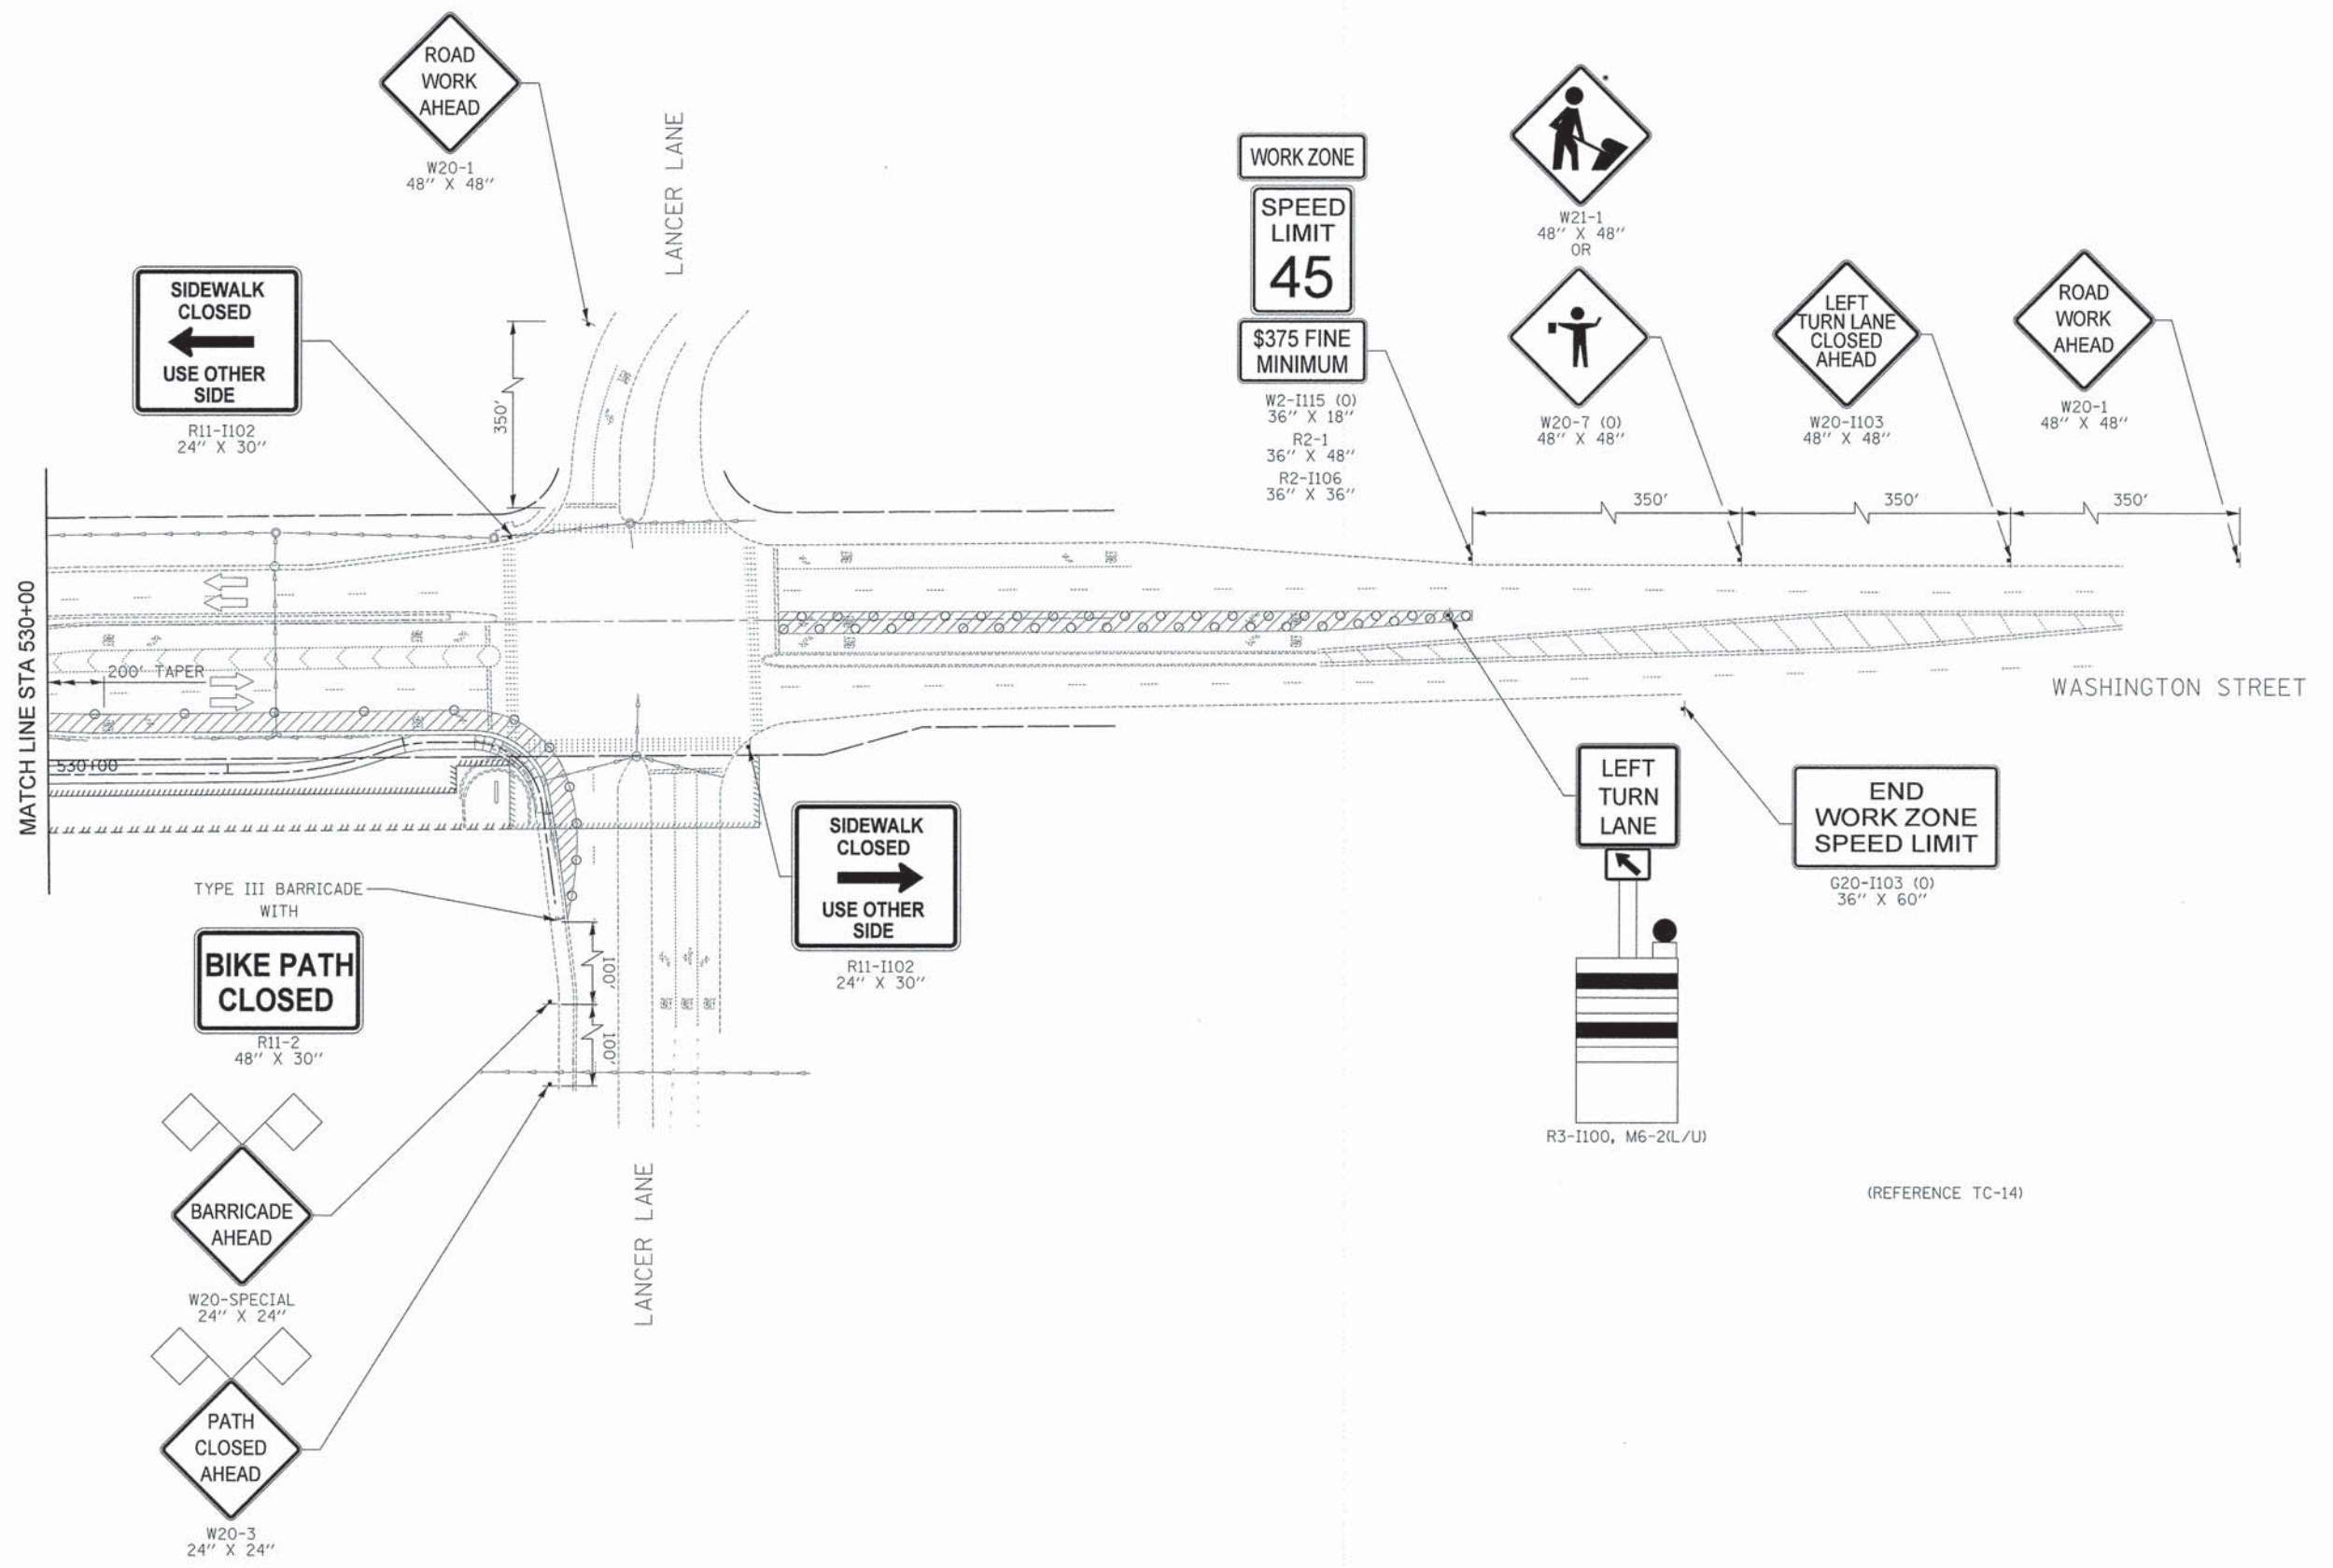 ROAD
WORK
AHEAD
W20-1
48" X 48"
LANCER LANE
SIDEWALK
CLOSED
USE OTHER
SIDE
R11-I102
24" X 30"
350'
WORK ZONE
SPEED
LIMIT
45
$375 FINE
MINIMUM
W2-I115 (O)
36" X 18"
R2-1
36" X 48"
R2-I106
36" X 36"
W21-1
48" X 48"
OR
W20-7 (O)
48" X 48"
LEFT
TURN LANE
CLOSED
AHEAD
W20-I103
48" X 48"
ROAD
WORK
AHEAD
W20-1
48" X 48"
350'
350'
350'
MATCH LINE STA 530+00
200' TAPER
530+00
WASHINGTON STREET
TYPE III BARRICADE
WITH
BIKE PATH
CLOSED
R11-2
48" X 30"
SIDEWALK
CLOSED
USE OTHER
SIDE
R11-I102
24" X 30"
100'
100'
LEFT
TURN
LANE
R3-I100, M6-2(L/U)
END
WORK ZONE
SPEED LIMIT
G20-I103 (O)
36" X 60"
(REFERENCE TC-14)
BARRICADE
AHEAD
W20-SPECIAL
24" X 24"
LANCER LANE
PATH
CLOSED
AHEAD
W20-3
24" X 24"